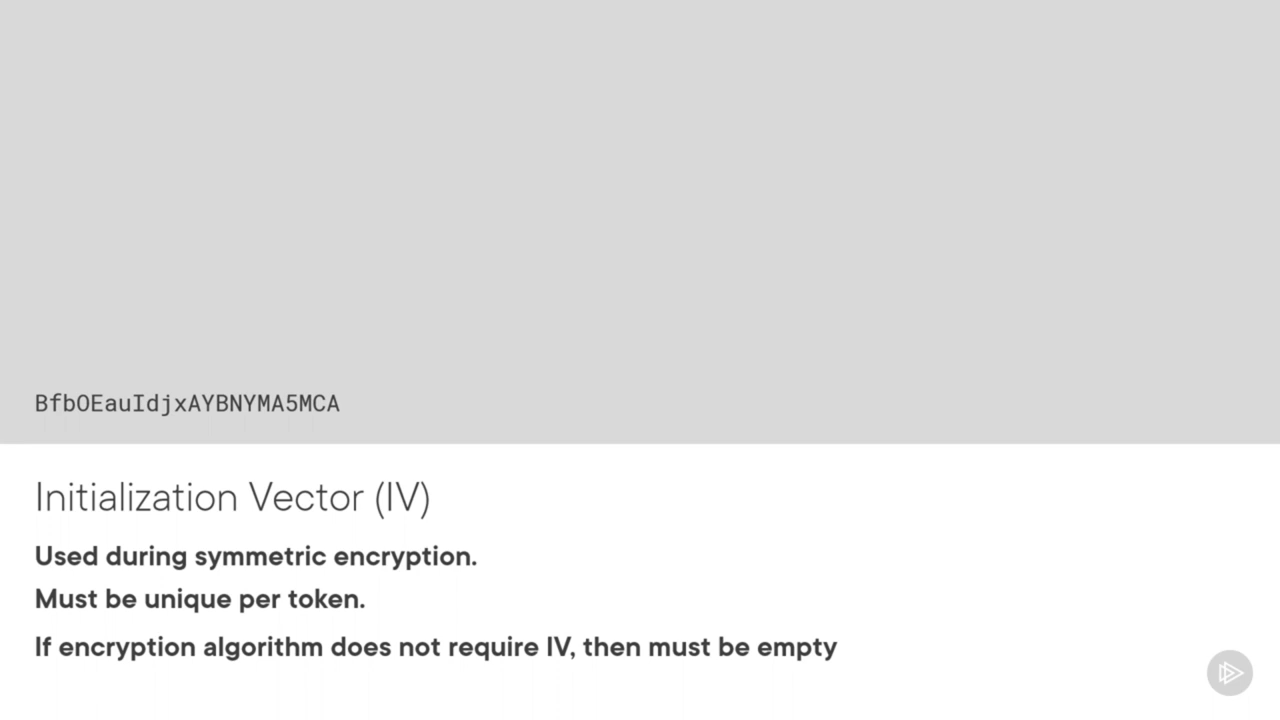 BfbOEauIdjxAYBNYMA5MCA
Initialization Vector (IV)
Used during symmetric encryption.
Must be unique per token.
If encryption algorithm does not require IV, then must be empty